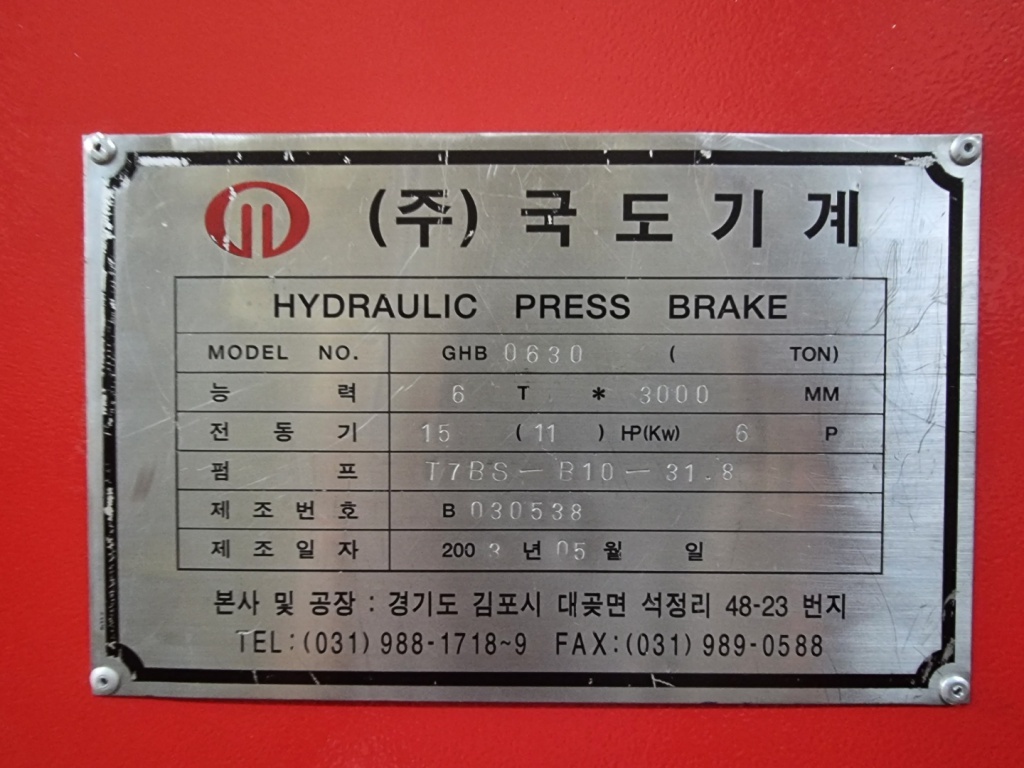 (주) 국 도 기 계
HYDRAULIC PRESS BRAKE
MODEL NO. GHB 0630 ( TON)
능 력 6 T * 3000 MM
전 동 기 15 ( 11 ) HP(Kw) 6 P
펌 프 T7BS-B10-31.8
제 조 번 호 B 030538
제 조 일 자 2003 년 05 월 일
본사 및 공장 : 경기도 김포시 대곶면 석정리 48-23 번지
TEL:(031) 988-1718~9 FAX:(031) 989-0588